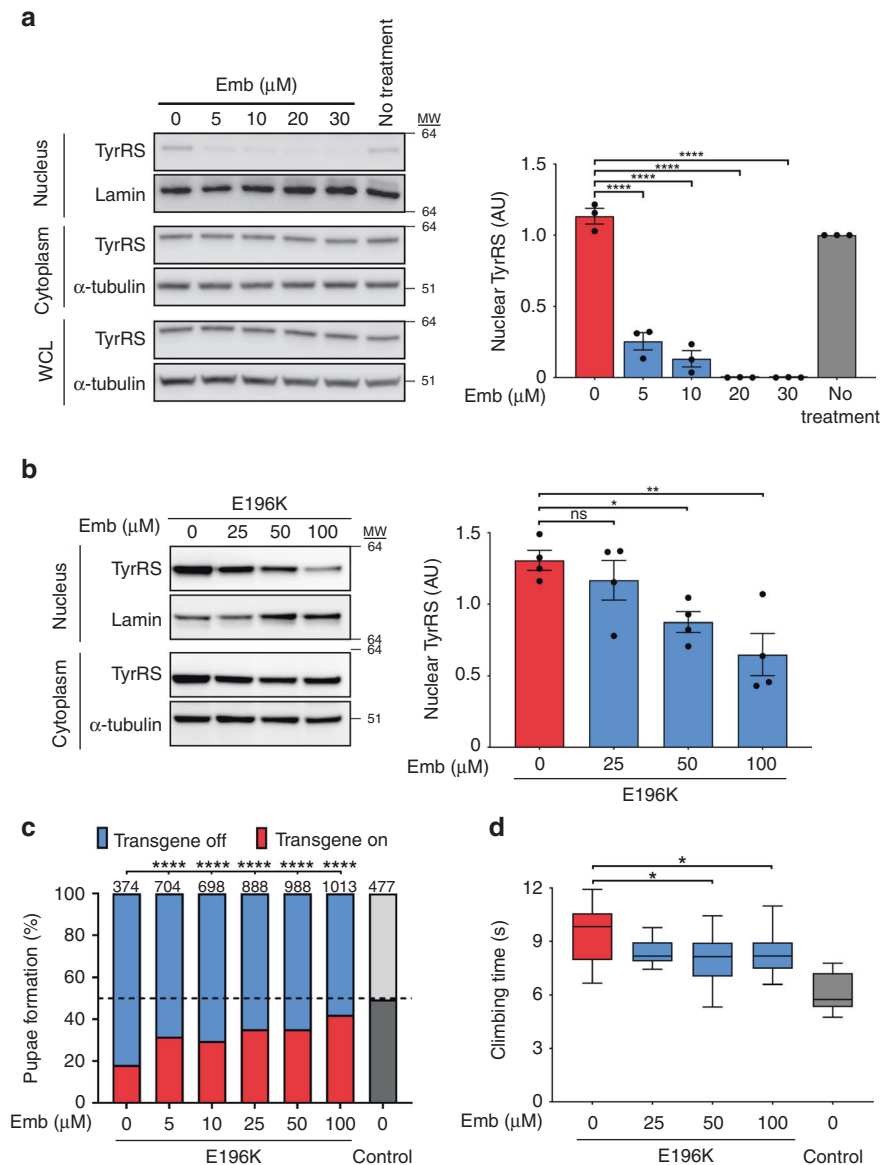 a
Emb (μM)
No treatment
0 5 10 20 30
MW
Nucleus
TyrRS
64
Lamin
64
Cytoplasm
TyrRS
64
α-tubulin
51
WCL
TyrRS
64
α-tubulin
51
****
****
****
****
Nuclear TyrRS (AU)
1.5
1.0
0.5
0
Emb (μM) 0 5 10 20 30 No
treatment
b
E196K
Emb (μM) 0 25 50 100
MW
Nucleus
TyrRS
64
Lamin
64
Cytoplasm
TyrRS
64
α-tubulin
51
**
*
ns
Nuclear TyrRS (AU)
1.5
1.0
0.5
0
Emb (μM) 0 25 50 100
E196K
c
Transgene off Transgene on
**** **** **** **** ****
374 704 698 888 988 1013 477
Pupae formation (%)
100
80
60
40
20
0
Emb (μM) 0 5 10 25 50 100 0
E196K Control
d
*
*
Climbing time (s)
12
9
6
3
0
Emb (μM) 0 25 50 100 0
E196K Control